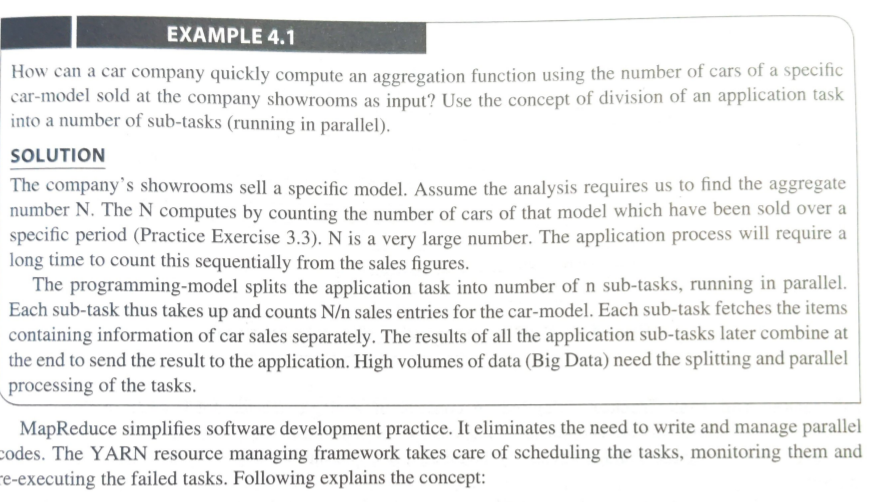 EXAMPLE 4.1
How can a car company quickly compute an aggregation function using the number of cars of a specific
car-model sold at the company showrooms as input? Use the concept of division of an application task
into a number of sub-tasks (running in parallel).
SOLUTION
The company's showrooms sell a specific model. Assume the analysis requires us to find the aggregate
number N. The N computes by counting the number of cars of that model which have been sold over a
specific period (Practice Exercise 3.3). N is a very large number. The application process will require a
long time to count this sequentially from the sales figures.
The programming-model splits the application task into number of n sub-tasks, running in parallel.
Each sub-task thus takes up and counts N/n sales entries for the car-model. Each sub-task fetches the items
containing information of car sales separately. The results of all the application sub-tasks later combine at
the end to send the result to the application. High volumes of data (Big Data) need the splitting and parallel
processing of the tasks.
MapReduce simplifies software development practice. It eliminates the need to write and manage parallel
codes. The YARN resource managing framework takes care of scheduling the tasks, monitoring them and
re-executing the failed tasks. Following explains the concept: